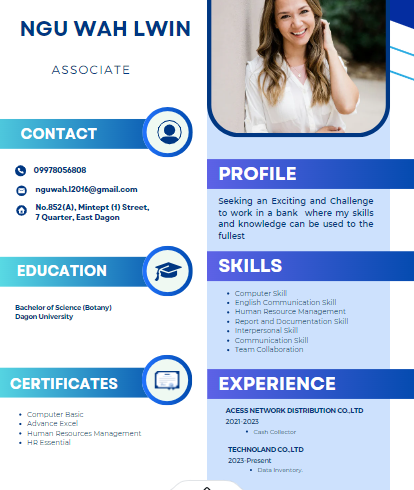 NGU WAH LWIN
ASSOCIATE
CONTACT
09978056808
nguwah.12016@gmail.com
No.852(A), Mintept (1) Street,
7 Quarter, East Dagon
EDUCATION
Bachelor of Science (Botany)
Dagon University
CERTIFICATES
Computer Basic
Advance Excel
Human Resources Management
HR Essential
PROFILE
Seeking an Exciting and Challenge
to work in a bank where my skills
and knowledge can be used to the
fullest
SKILLS
Computer Skill
English Communication Skill
Human Resource Management
Report and Documentation Skill
Interpersonal Skill
Communication Skill
Team Collaboration
EXPERIENCE
ACESS NETWORK DISTRIBUTION CO.,LTD
2021-2023
Cash Collector
TECHNOLAND CO.,LTD
2023-Present
Data Inventory.